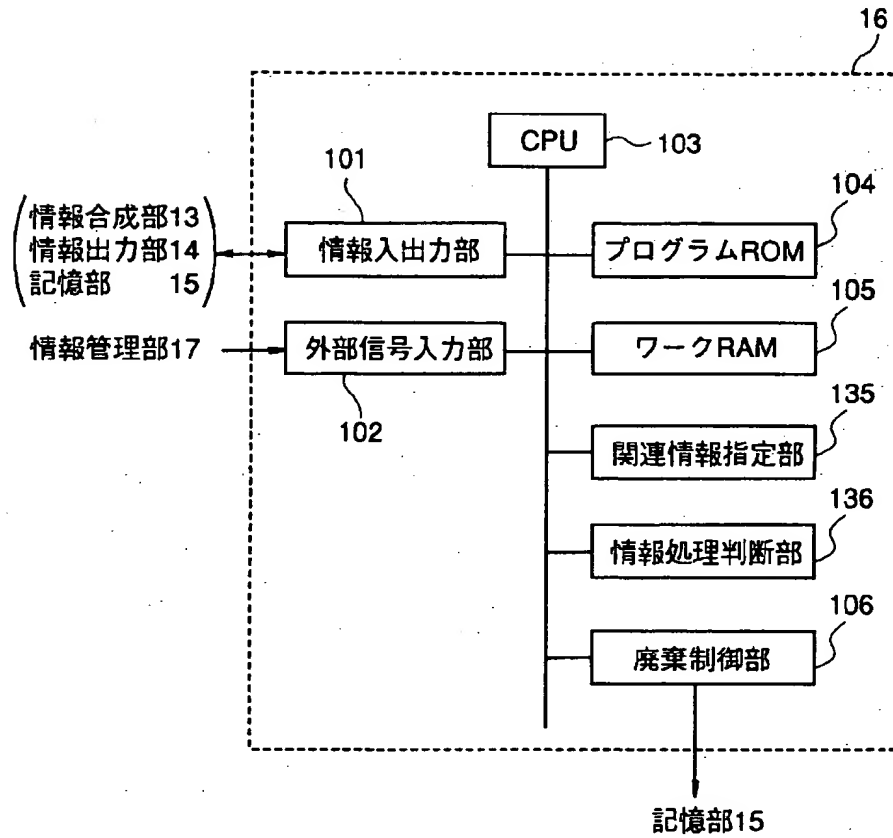 16
CPU
103
101
情報合成部13
情報出力部14
記憶部 15
情報入出力部
104
プログラムROM
105
情報管理部17
外部信号入力部
102
ワークRAM
135
関連情報指定部
136
情報処理判断部
106
廃棄制御部
記憶部15